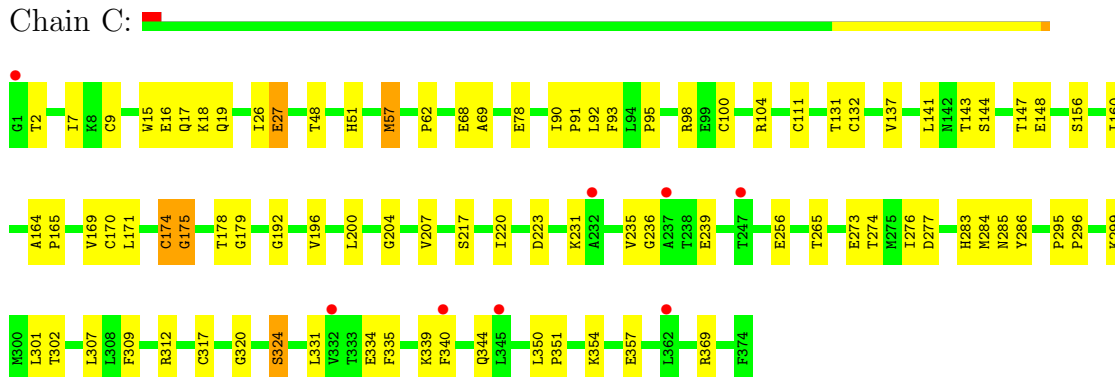 Chain C:
G1 T2 I7 K8 C9 W15 E16 Q17 K18 Q19 I26 E27 T48 H51 M57 P62 E68 A69 E78 I90 P91 L92 F93 L94 P95 R98 E99 C100 R104 C111 T131 C132 V137 L141 N142 T143 S144 T147 E148 S156
A164 P165 V169 C170 L171 C174 G175 T178 G179 G192 V196 L200 G204 V207 S217 I220 D223 K231 A232 V235 G236 A237 T238 E239 T247 E256 T265 E273 T274 M275 I276 D277 H283 M284 N285 Y286 P295 P296 K299
M300 L301 T302 L307 L308 F309 R312 C317 G320 S324 L331 V332 T333 E334 F335 K339 F340 Q344 L345 L350 P351 K354 E357 L362 R369 F374